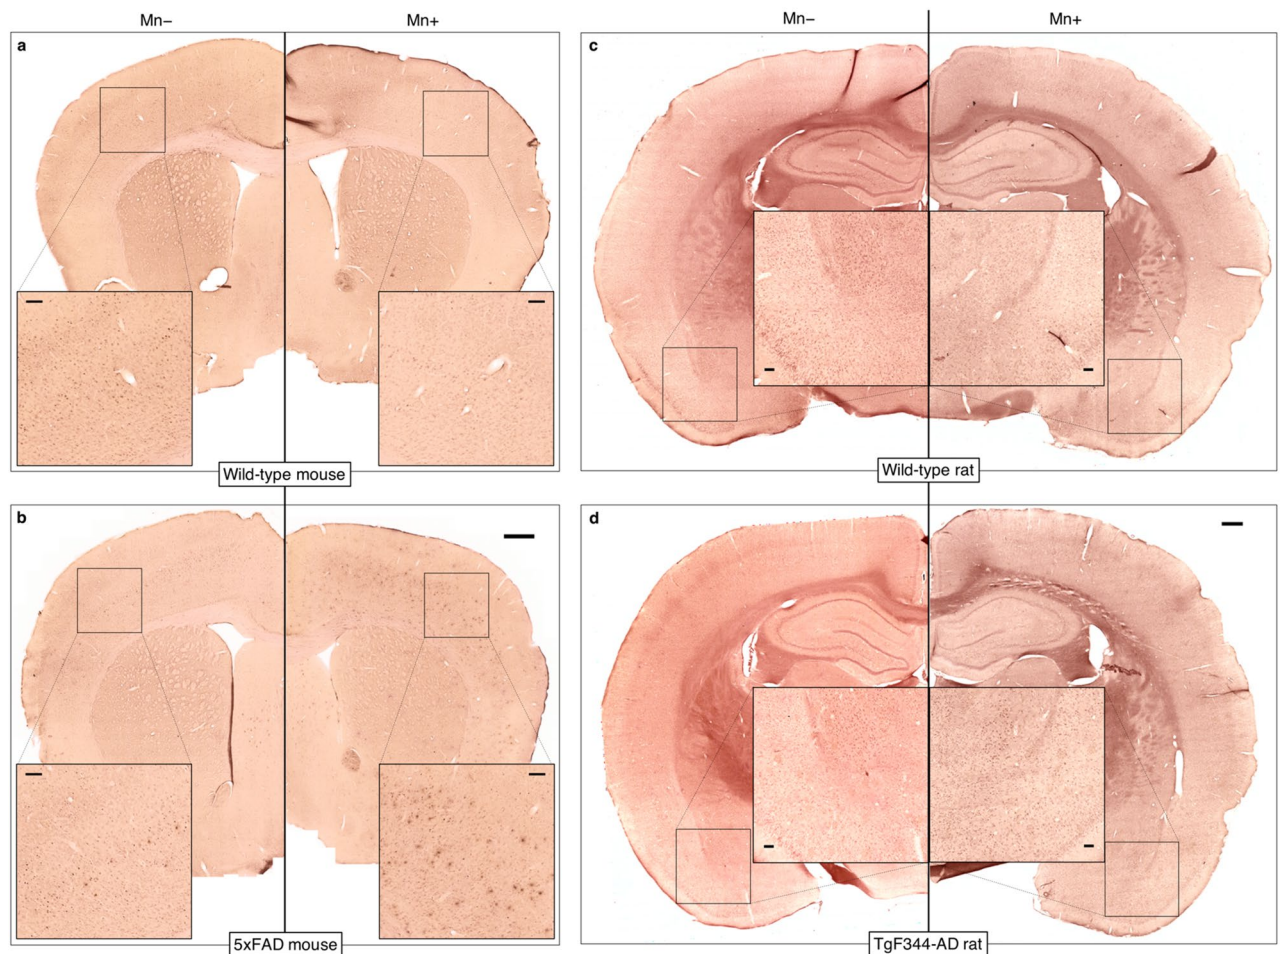 Mn−
Mn+
Mn−
Mn+
a
c
Wild-type mouse
Wild-type rat
b
d
5xFAD mouse
TgF344-AD rat